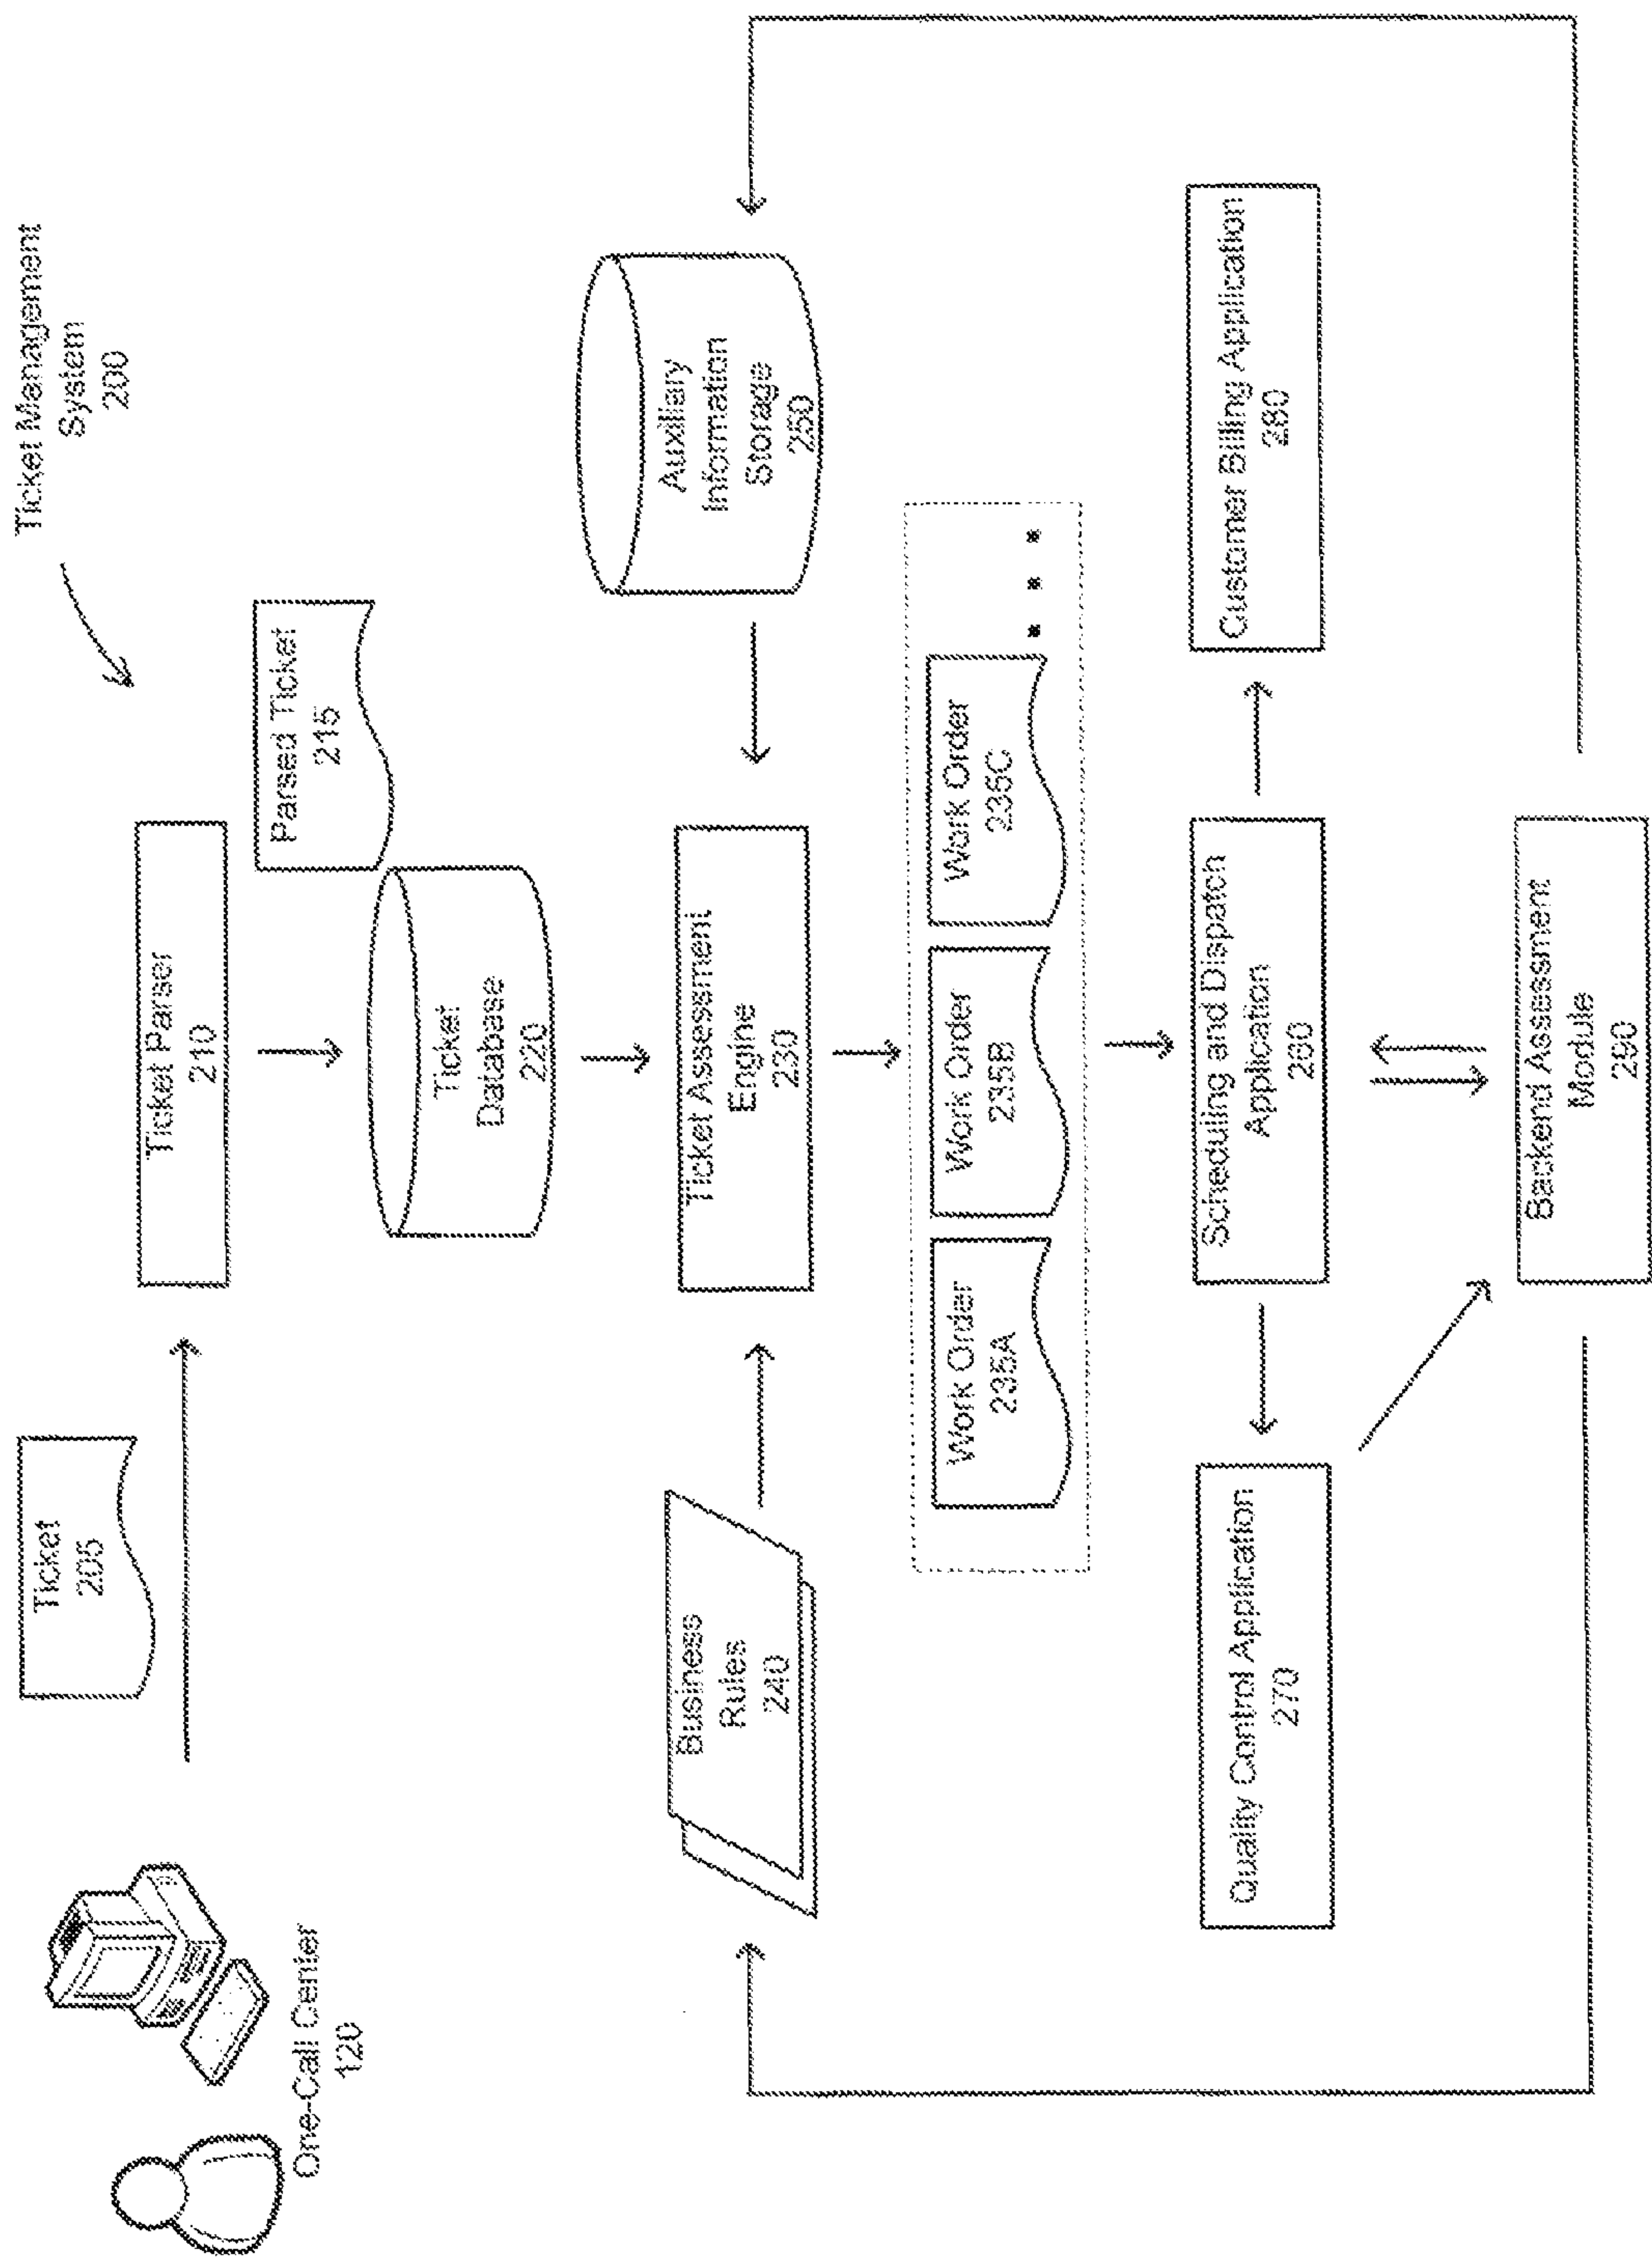 Ticket Management
System
200
Ticket
205
One-Call Center
120
Ticket Parser
210
Parsed Ticket
215
Ticket
Database
220
Business
Rules
240
Ticket Assessment
Engine
230
Auxiliary
Information
Storage
250
Work Order
235A
Work Order
235B
Work Order
235C
Quality Control Application
270
Scheduling and Dispatch
Application
260
Customer Billing Application
280
Backend Assessment
Module
290